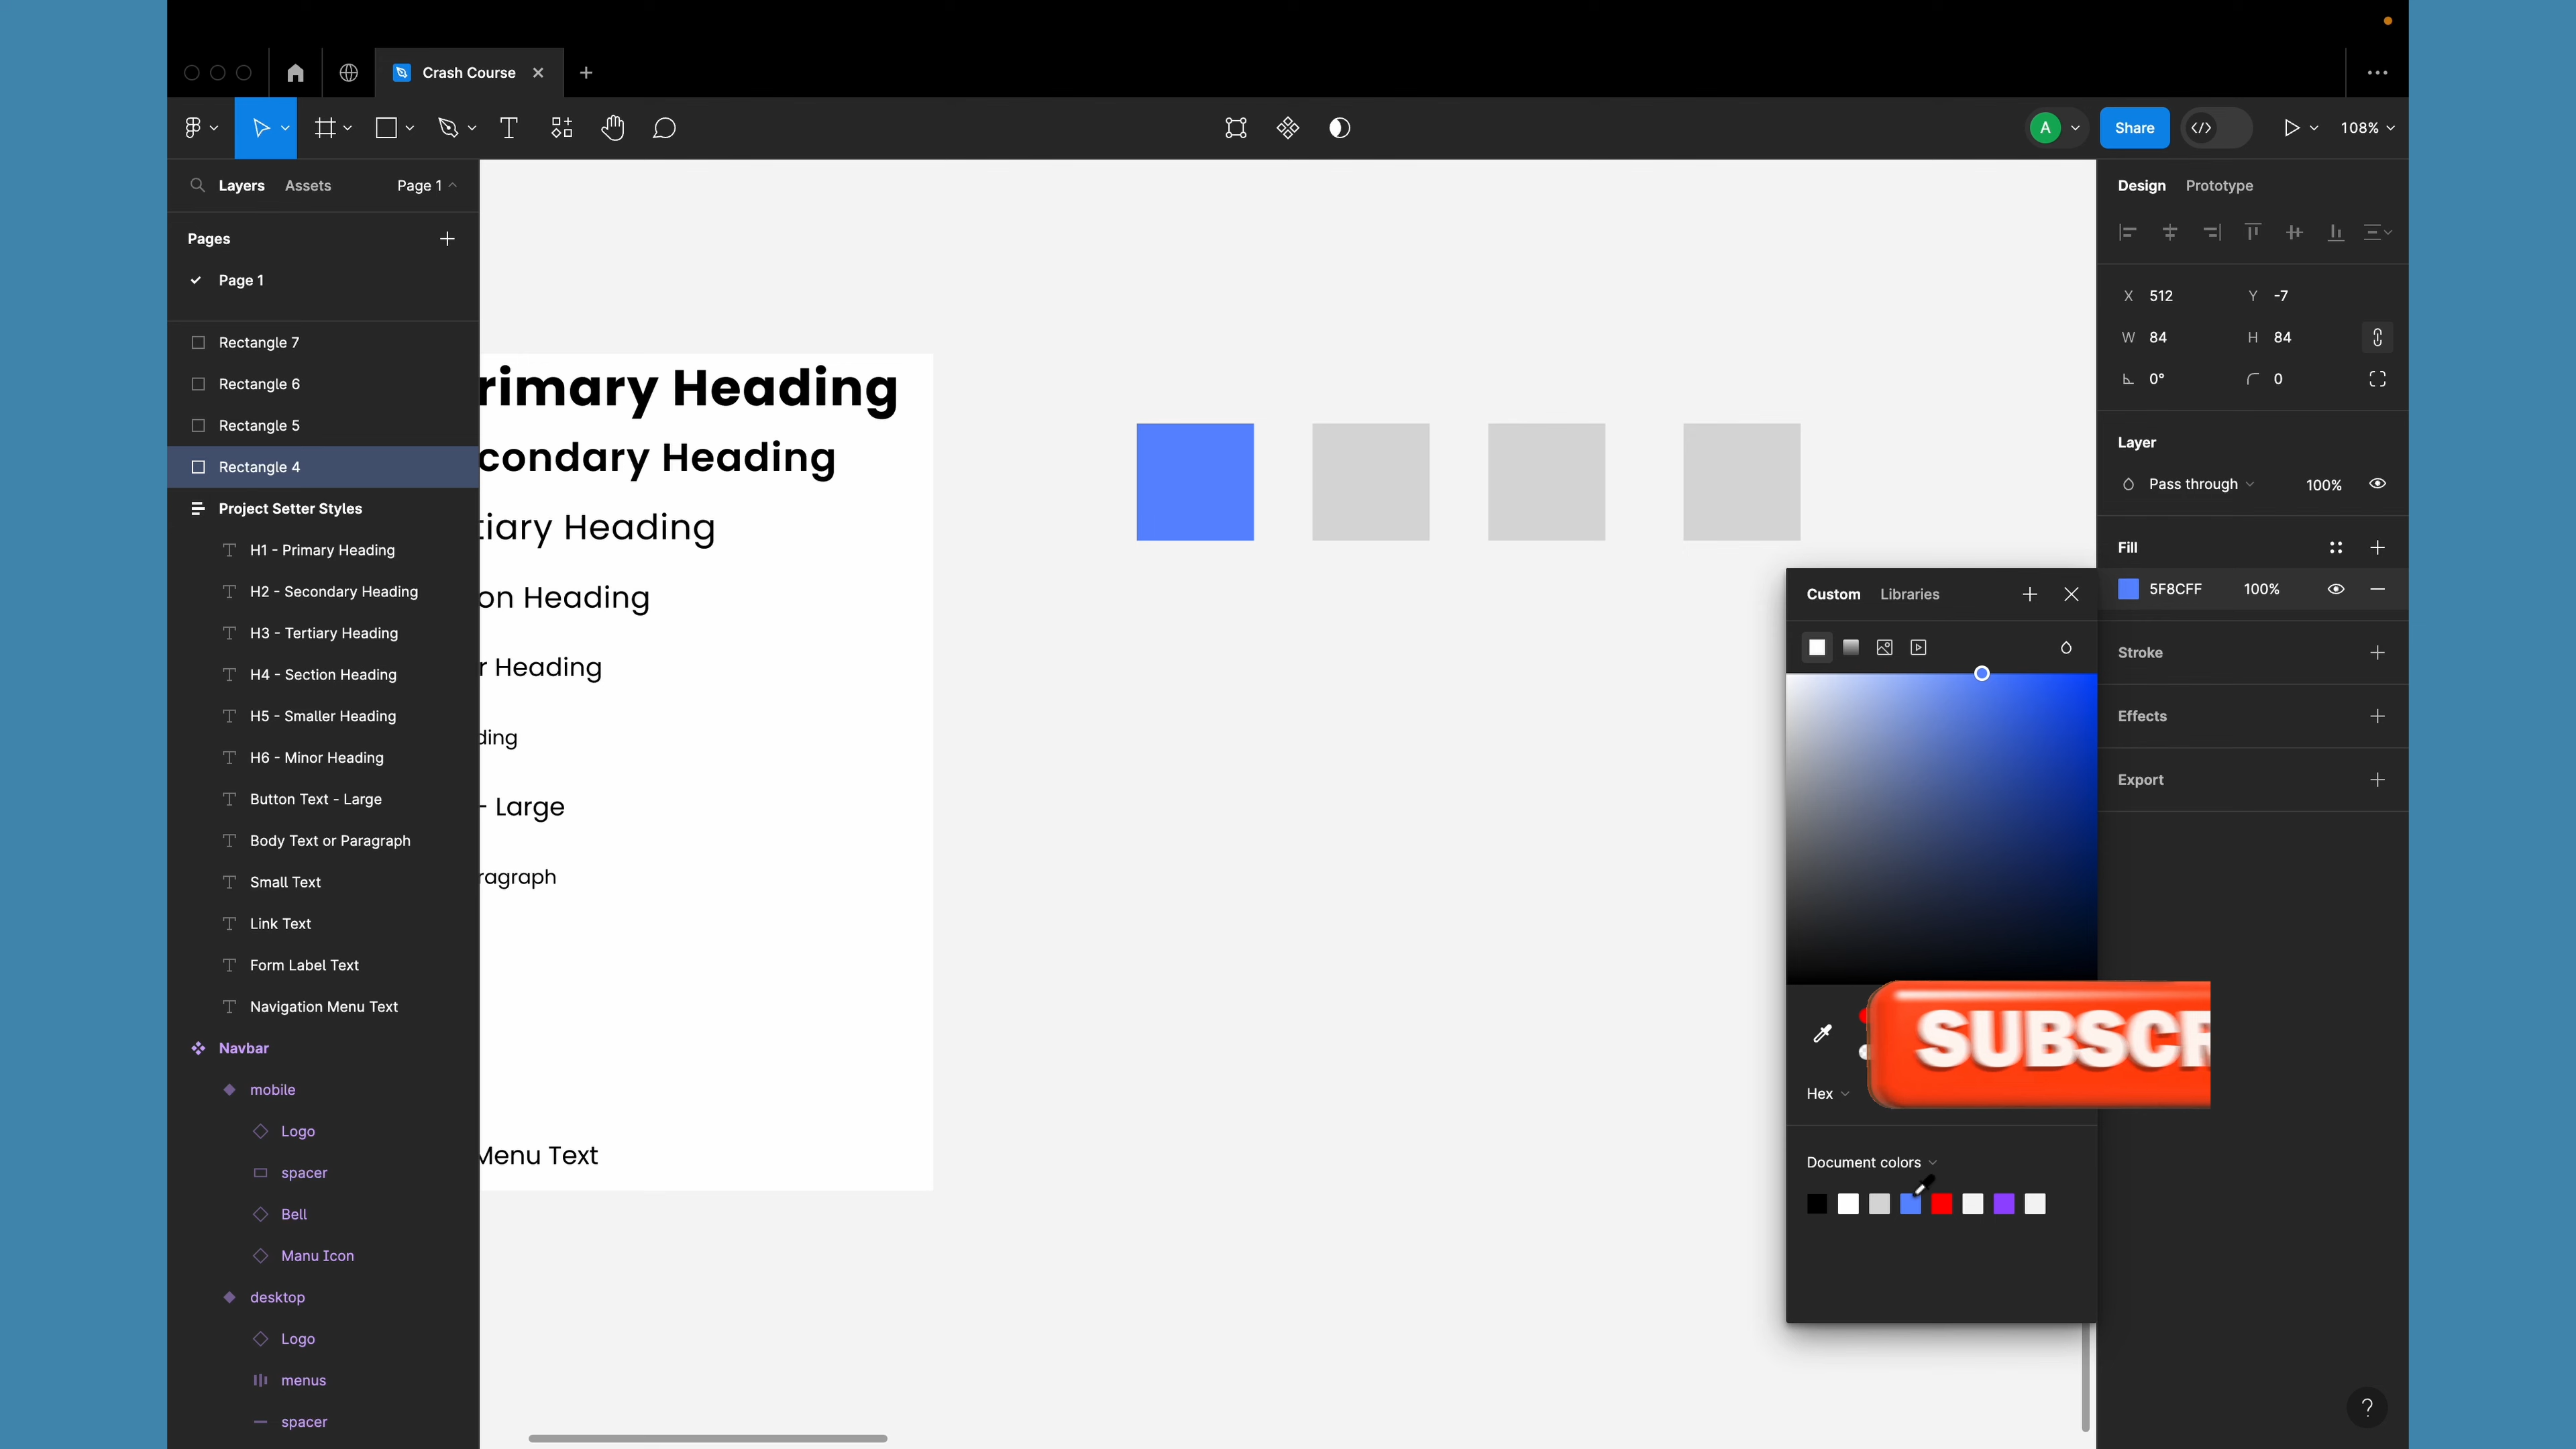 Crash Course
A
Share
108%
Layers
Assets
Page 1
Pages
Page 1
Rectangle 7
Rectangle 6
Rectangle 5
Rectangle 4
Project Setter Styles
H1 - Primary Heading
H2 - Secondary Heading
H3 - Tertiary Heading
H4 - Section Heading
H5 - Smaller Heading
H6 - Minor Heading
Button Text - Large
Body Text or Paragraph
Small Text
Link Text
Form Label Text
Navigation Menu Text
Navbar
mobile
Logo
spacer
Bell
Manu Icon
desktop
Logo
menus
spacer
rimary Heading
condary Heading
tiary Heading
on Heading
r Heading
ding
- Large
ragraph
Menu Text
Custom
Libraries
SUBSCR
Hex
Document colors
Design
Prototype
X 512
Y -7
W 84
H 84
0°
0
Layer
Pass through
100%
Fill
5F8CFF
100%
Stroke
Effects
Export
?